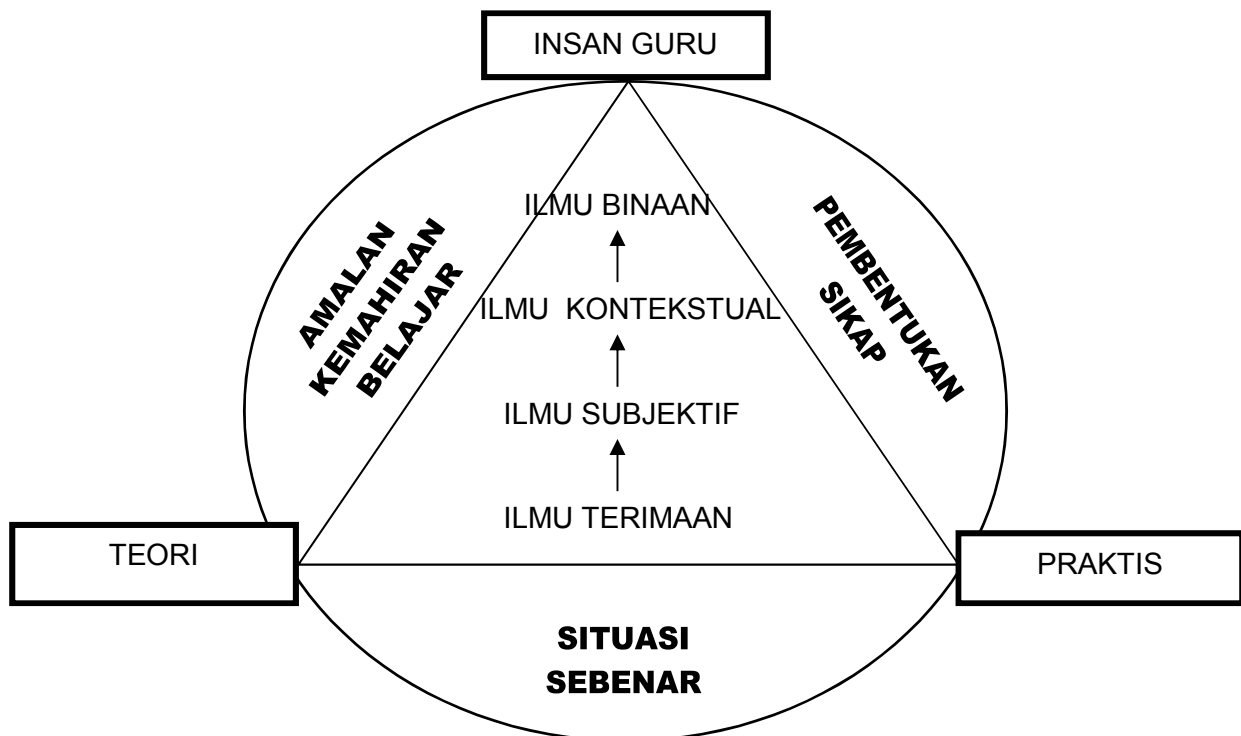 INSAN GURU
ILMU BINAAN
AMALAN
KEMAHIRAN
BELAJAR
PEMBENTUKAN
SIKAP
ILMU KONTEKSTUAL
ILMU SUBJEKTIF
ILMU TERIMAAN
TEORI
PRAKTIS
SITUASI
SEBENAR